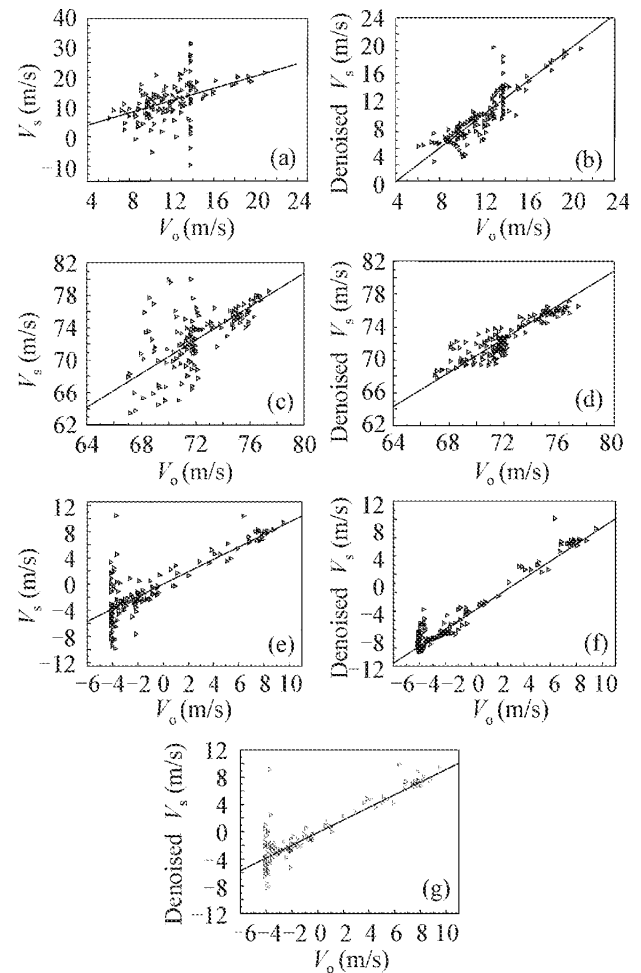 40
30
20
10
0
−10
V_s (m/s)
(a)
4 8 12 16 20 24
V_o (m/s)
24
20
16
12
8
4
0
Denoised V_s (m/s)
(b)
4 8 12 16 20 24
V_o (m/s)
82
78
74
70
66
62
V_s (m/s)
(c)
64 68 72 76 80
V_o (m/s)
82
78
74
70
66
62
Denoised V_s (m/s)
(d)
64 68 72 76 80
V_o (m/s)
12
8
4
0
−4
−8
−12
V_s (m/s)
(e)
−6−4−2 0 2 4 6 8 10
V_o (m/s)
12
8
4
0
−4
−8
−12
Denoised V_s (m/s)
(f)
−6−4−2 0 2 4 6 8 10
V_o (m/s)
12
8
4
0
−4
−8
−12
Denoised V_s (m/s)
(g)
−6−4−2 0 2 4 6 8 10
V_o (m/s)